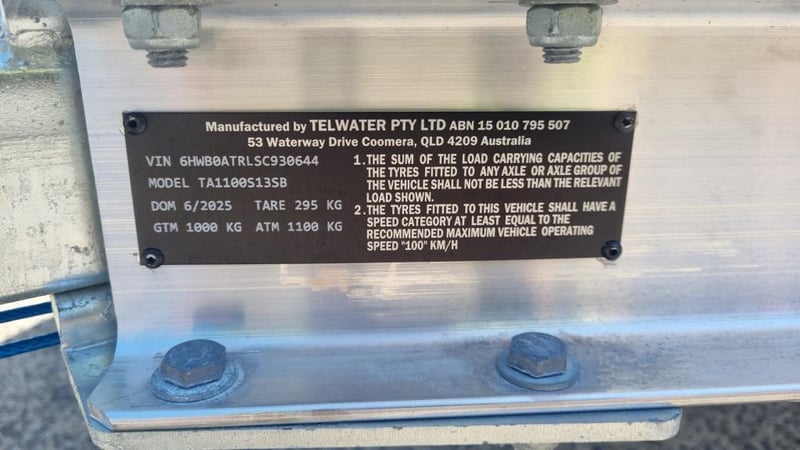 Manufactured by TELWATER PTY LTD ABN 15 010 795 507
53 Waterway Drive Coomera, QLD 4209 Australia
VIN 6HWB0ATRLSC930644
MODEL TA1100S13SB
DOM 6/2025 TARE 295 KG
GTM 1000 KG ATM 1100 KG
1. THE SUM OF THE LOAD CARRYING CAPACITIES OF
THE TYRES FITTED TO ANY AXLE OR AXLE GROUP OF
THE VEHICLE SHALL NOT BE LESS THAN THE RELEVANT
LOAD SHOWN.
2. THE TYRES FITTED TO THIS VEHICLE SHALL HAVE A
SPEED CATEGORY AT LEAST EQUAL TO THE
RECOMMENDED MAXIMUM VEHICLE OPERATING
SPEED "100" KM/H